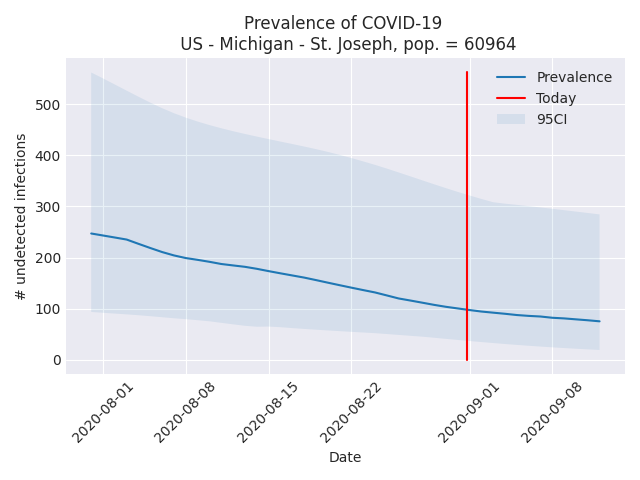 Prevalence of COVID-19
US - Michigan - St. Joseph, pop. = 60964
Prevalence
Today
95CI
# undetected infections
500
400
300
200
100
0
2020-08-01
2020-08-08
2020-08-15
2020-08-22
2020-09-01
2020-09-08
Date